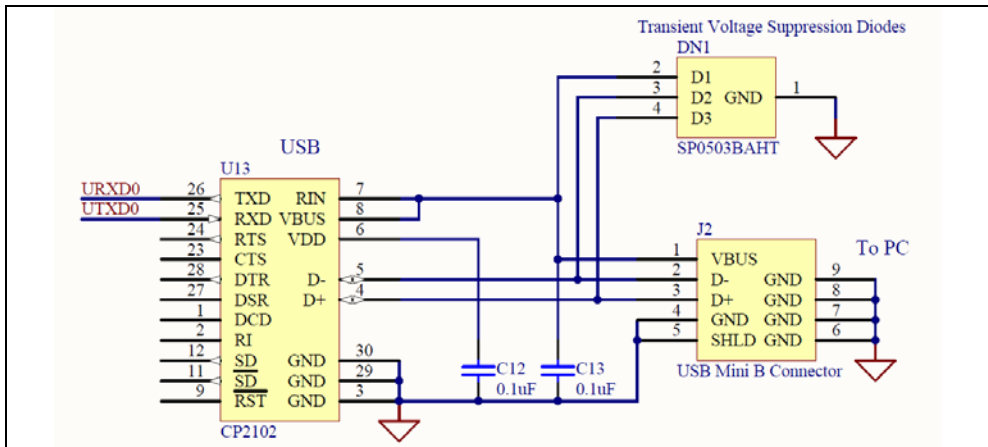 Transient Voltage Suppression Diodes
DN1
2 D1
3 D2 GND 1
4 D3
SP0503BAHT
USB
U13
URXD0 26 TXD RIN 7
UTXD0 25 RXD VBUS 8
24 RTS VDD 6
23 CTS
28 DTR D- 5
27 DSR D+ 4
1 DCD
2 RI
12 SD GND 30
11 SD GND 29
9 RST GND 3
CP2102
C12
0.1uF
C13
0.1uF
J2
To PC
1 VBUS
2 D- GND 9
3 D+ GND 8
4 GND GND 7
5 SHLD GND 6
USB Mini B Connector